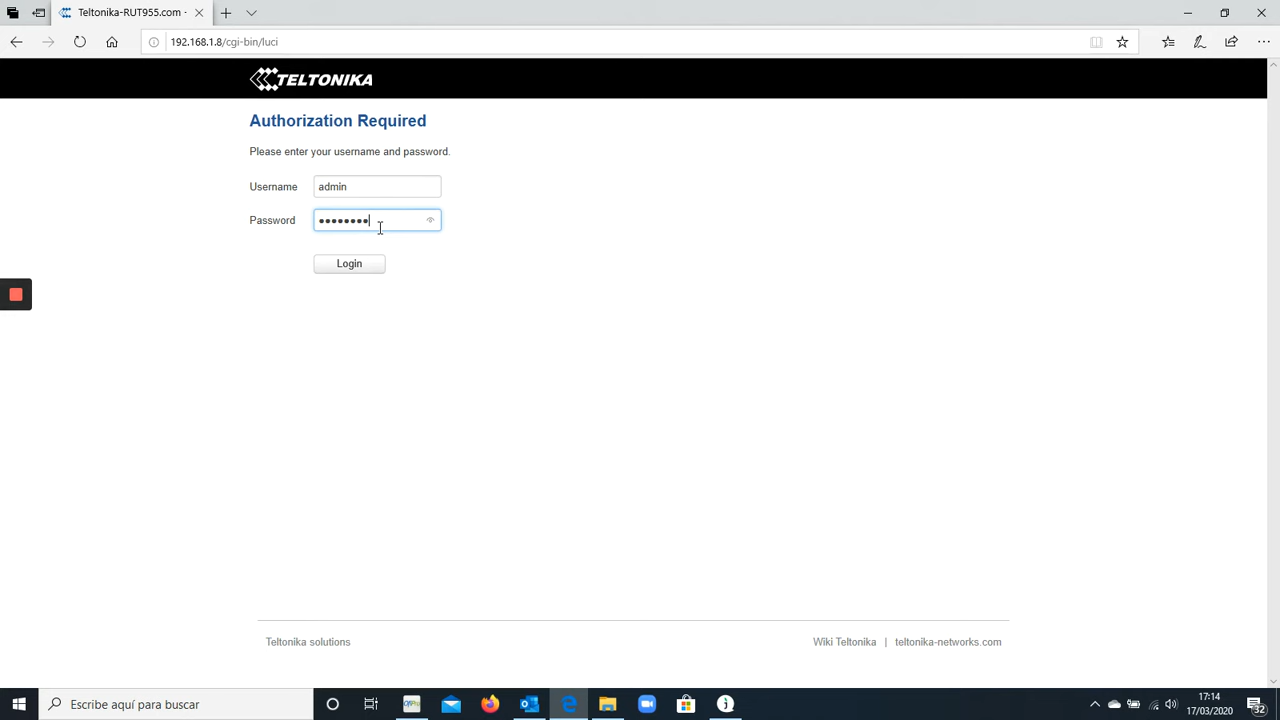 Teltonika-RUT955.com -
192.168.1.8/cgi-bin/luci
TELTONIKA
Authorization Required
Please enter your username and password.
Username admin
Password ••••••••
Login
Teltonika solutions Wiki Teltonika | teltonika-networks.com
Escribe aquí para buscar
17:14
17/03/2020
32